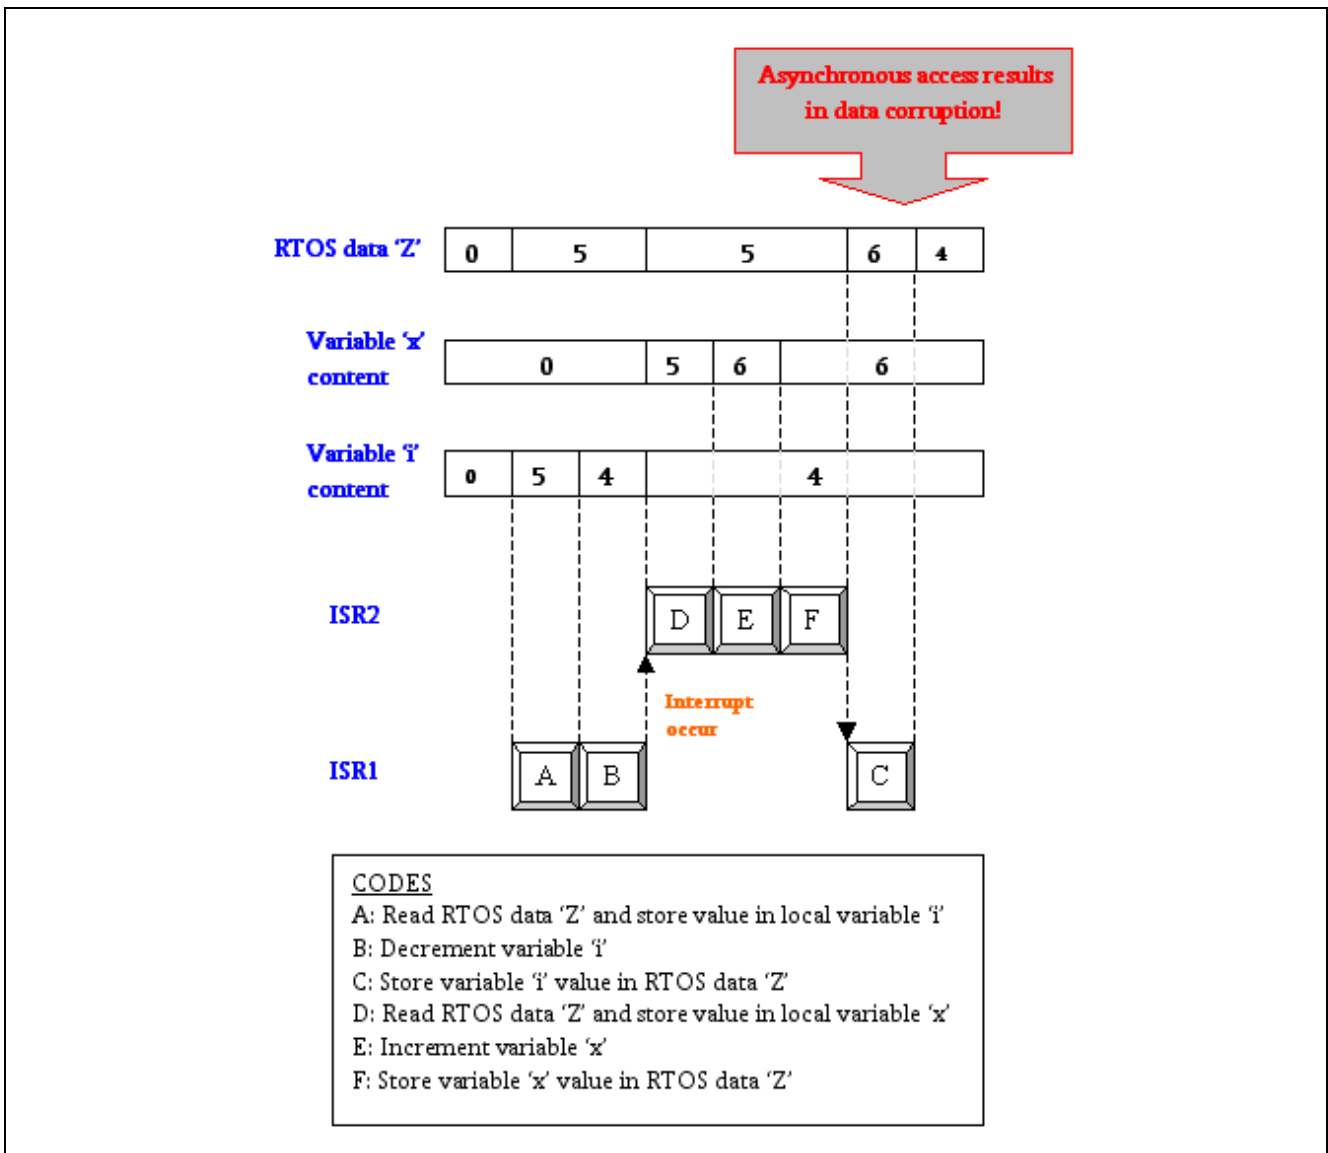 Asynchronous access results
in data corruption!
RTOS data ‘Z’ 0 5 5 6 4
Variable ‘x’
content
0 5 6 6
Variable ‘i’
content
0 5 4 4
ISR2
D E F
Interrupt
occur
ISR1
A B C
CODES
A: Read RTOS data ‘Z’ and store value in local variable ‘i’
B: Decrement variable ‘i’
C: Store variable ‘i’ value in RTOS data ‘Z’
D: Read RTOS data ‘Z’ and store value in local variable ‘x’
E: Increment variable ‘x’
F: Store variable ‘x’ value in RTOS data ‘Z’